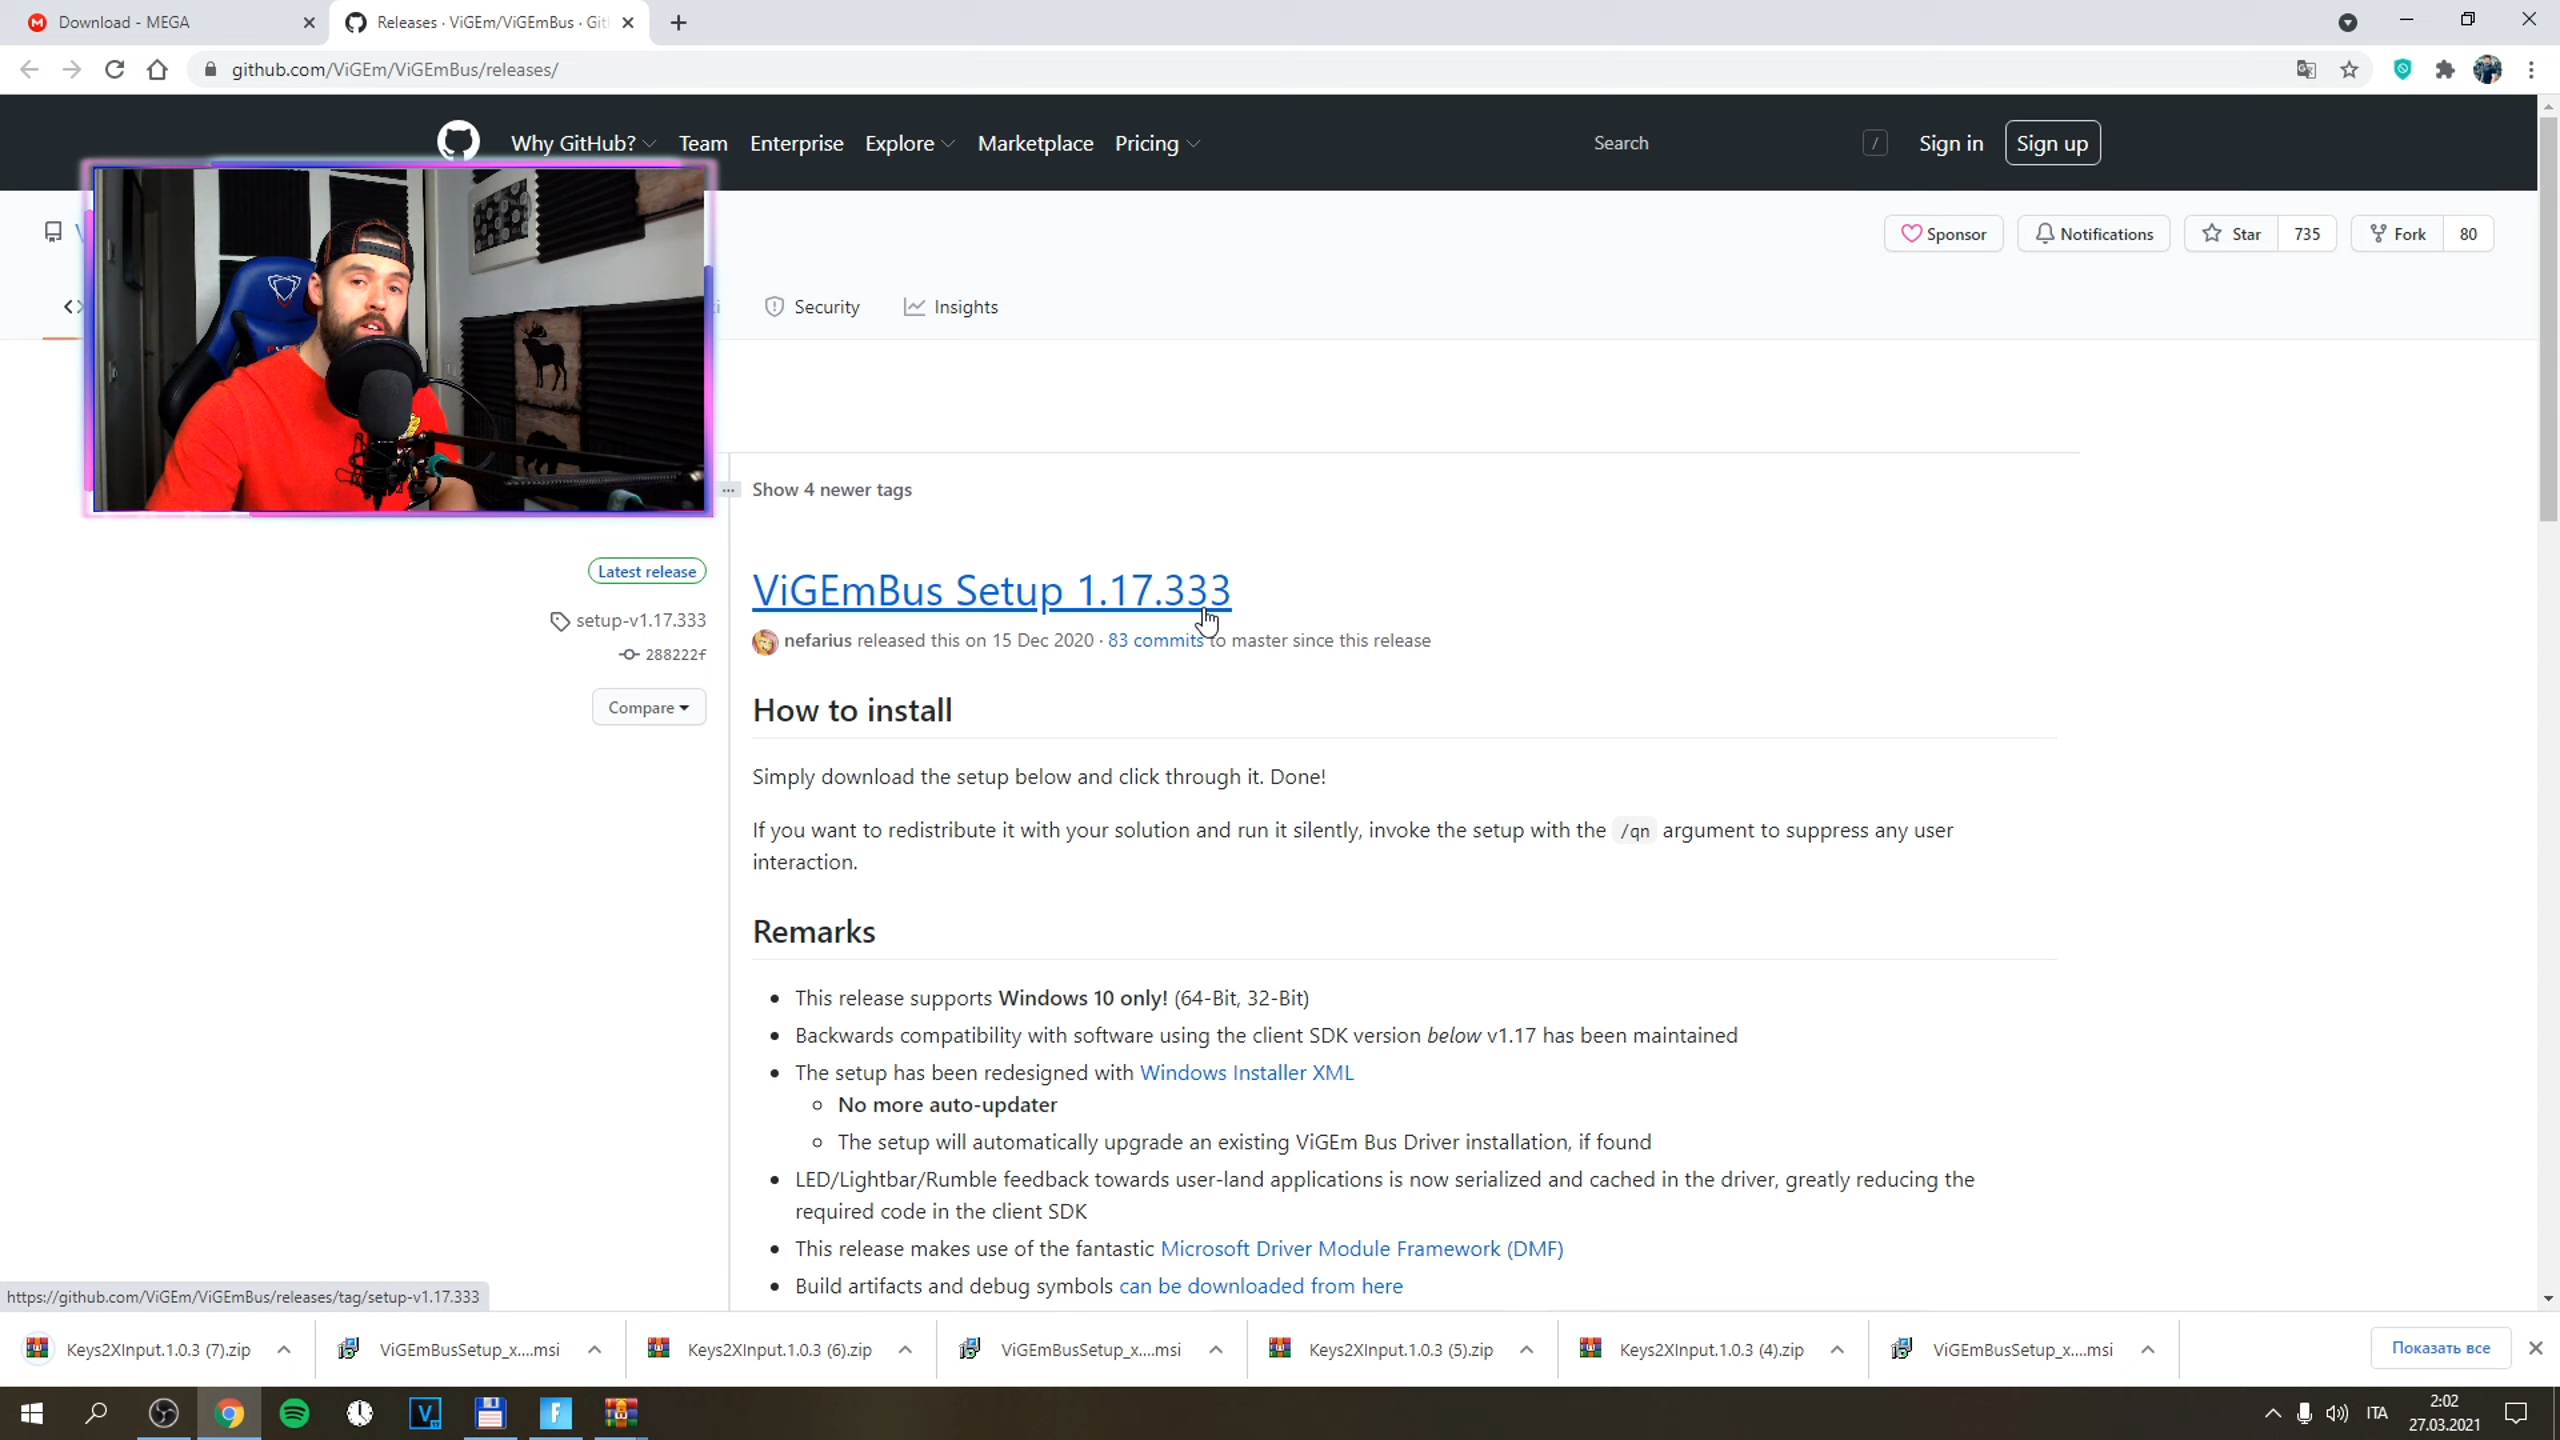 Download - MEGA
Releases · ViGEm/ViGEmBus · Git
github.com/ViGEm/ViGEmBus/releases/
Why GitHub? Team Enterprise Explore Marketplace Pricing Search / Sign in Sign up
Sponsor Notifications Star 735 Fork 80
Security Insights
Show 4 newer tags
Latest release
setup-v1.17.333
288222f
Compare
ViGEmBus Setup 1.17.333
nefarius released this on 15 Dec 2020 · 83 commits to master since this release
How to install
Simply download the setup below and click through it. Done!
If you want to redistribute it with your solution and run it silently, invoke the setup with the /qn argument to suppress any user
interaction.
Remarks
This release supports Windows 10 only! (64-Bit, 32-Bit)
Backwards compatibility with software using the client SDK version below v1.17 has been maintained
The setup has been redesigned with Windows Installer XML
No more auto-updater
The setup will automatically upgrade an existing ViGEm Bus Driver installation, if found
LED/Lightbar/Rumble feedback towards user-land applications is now serialized and cached in the driver, greatly reducing the
required code in the client SDK
This release makes use of the fantastic Microsoft Driver Module Framework (DMF)
Build artifacts and debug symbols can be downloaded from here
https://github.com/ViGEm/ViGEmBus/releases/tag/setup-v1.17.333
Keys2XInput.1.0.3 (7).zip ViGEmBusSetup_x....msi Keys2XInput.1.0.3 (6).zip ViGEmBusSetup_x....msi Keys2XInput.1.0.3 (5).zip Keys2XInput.1.0.3 (4).zip ViGEmBusSetup_x....msi Показать все
ITA
2:02
27.03.2021